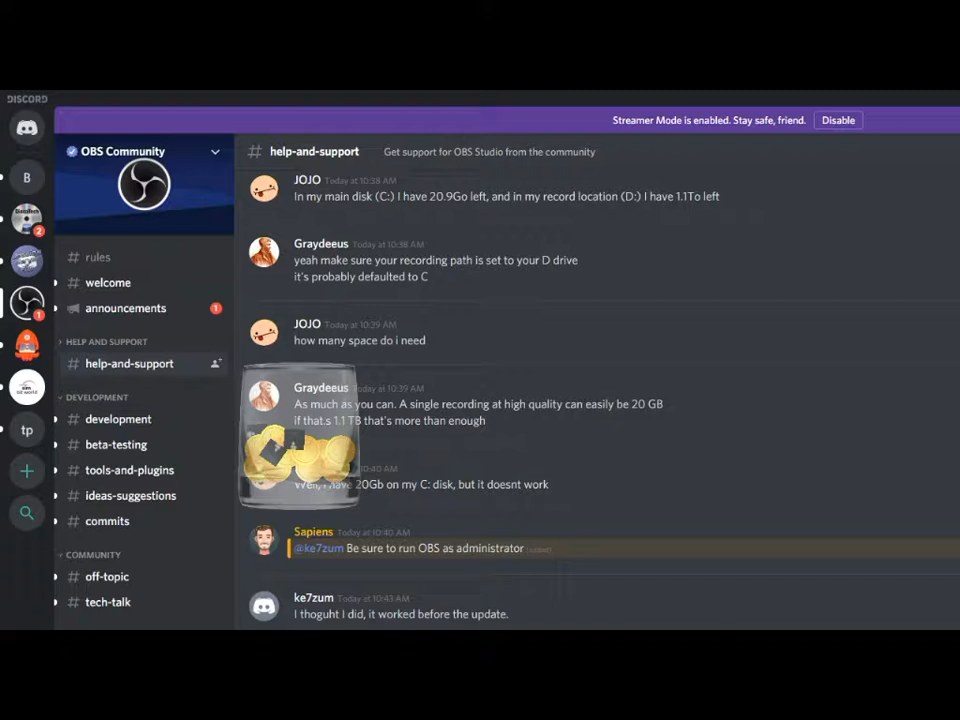 DISCORD
Streamer Mode is enabled. Stay safe, friend.
Disable
OBS Community
# help-and-support
Get support for OBS Studio from the community
B
2
1
tp
rules
# welcome
announcements
1
HELP AND SUPPORT
# help-and-support
DEVELOPMENT
# development
# beta-testing
# tools-and-plugins
# ideas-suggestions
# commits
COMMUNITY
# off-topic
# tech-talk
JOJO Today at 10:38 AM
In my main disk (C:) I have 20.9Go left, and in my record location (D:) I have 1.1To left
Graydeeus Today at 10:38 AM
yeah make sure your recording path is set to your D drive
it's probably defaulted to C
JOJO Today at 10:39 AM
how many space do i need
Graydeeus Today at 10:39 AM
As much as you can. A single recording at high quality can easily be 20 GB
if that.s 1.1 TB that's more than enough
10:40 AM
Well, i have 20Gb on my C: disk, but it doesnt work
Sapiens Today at 10:40 AM
@ke7zum Be sure to run OBS as administrator (edited)
ke7zum Today at 10:43 AM
I thoguht I did, it worked before the update.